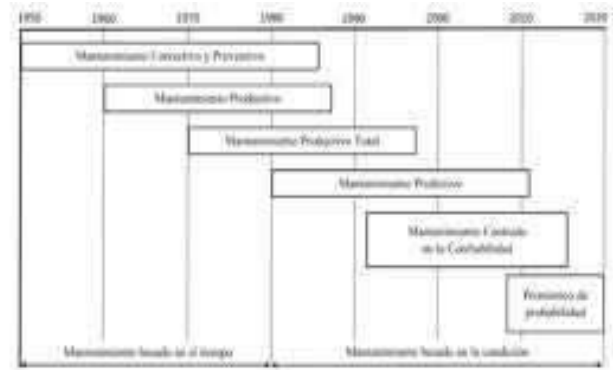 1950 1960 1970 1980 1990 2000 2010 2020
Mantenimiento Correctivo y Preventivo
Mantenimiento Productivo
Mantenimiento Productivo Total
Mantenimiento Predictivo
Mantenimiento Centrado
en la Confiabilidad
Pronóstico de
probabilidad
Mantenimiento basado en el tiempo
Mantenimiento basado en la condición